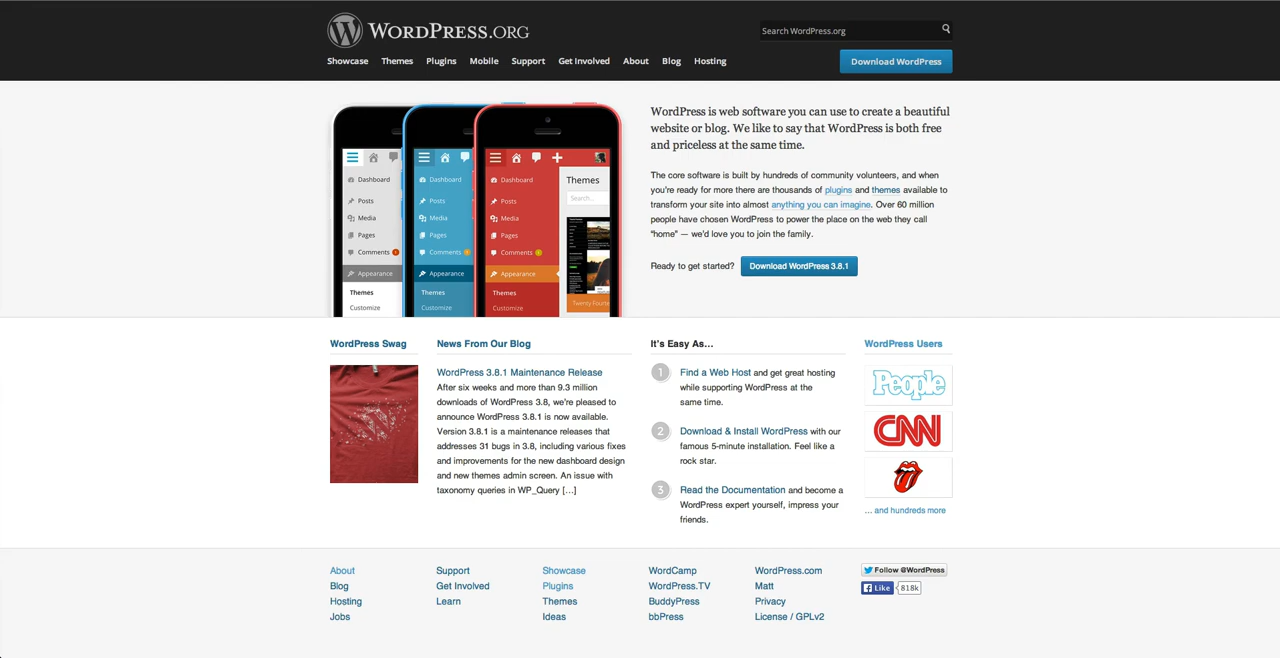 WORDPRESS.ORG
Search WordPress.org
Showcase Themes Plugins Mobile Support Get Involved About Blog Hosting
Download WordPress
Dashboard
Posts
Media
Pages
Comments
Appearance
Themes
Customize
Dashboard
Posts
Media
Pages
Comments
Appearance
Themes
Customize
Dashboard
Posts
Media
Pages
Comments
Appearance
Themes
Customize
Themes
Search...
Twenty Fourte
WordPress is web software you can use to create a beautiful
website or blog. We like to say that WordPress is both free
and priceless at the same time.
The core software is built by hundreds of community volunteers, and when
you're ready for more there are thousands of plugins and themes available to
transform your site into almost anything you can imagine. Over 60 million
people have chosen WordPress to power the place on the web they call
“home” — we'd love you to join the family.
Ready to get started? Download WordPress 3.8.1
WordPress Swag
News From Our Blog
WordPress 3.8.1 Maintenance Release
After six weeks and more than 9.3 million
downloads of WordPress 3.8, we're pleased to
announce WordPress 3.8.1 is now available.
Version 3.8.1 is a maintenance releases that
addresses 31 bugs in 3.8, including various fixes
and improvements for the new dashboard design
and new themes admin screen. An issue with
taxonomy queries in WP_Query […]
It's Easy As…
1 Find a Web Host and get great hosting
while supporting WordPress at the
same time.
2 Download & Install WordPress with our
famous 5-minute installation. Feel like a
rock star.
3 Read the Documentation and become a
WordPress expert yourself, impress your
friends.
WordPress Users
People
CNN
… and hundreds more
About
Blog
Hosting
Jobs
Support
Get Involved
Learn
Showcase
Plugins
Themes
Ideas
WordCamp
WordPress.TV
BuddyPress
bbPress
WordPress.com
Matt
Privacy
License / GPLv2
Follow @WordPress
Like 818k